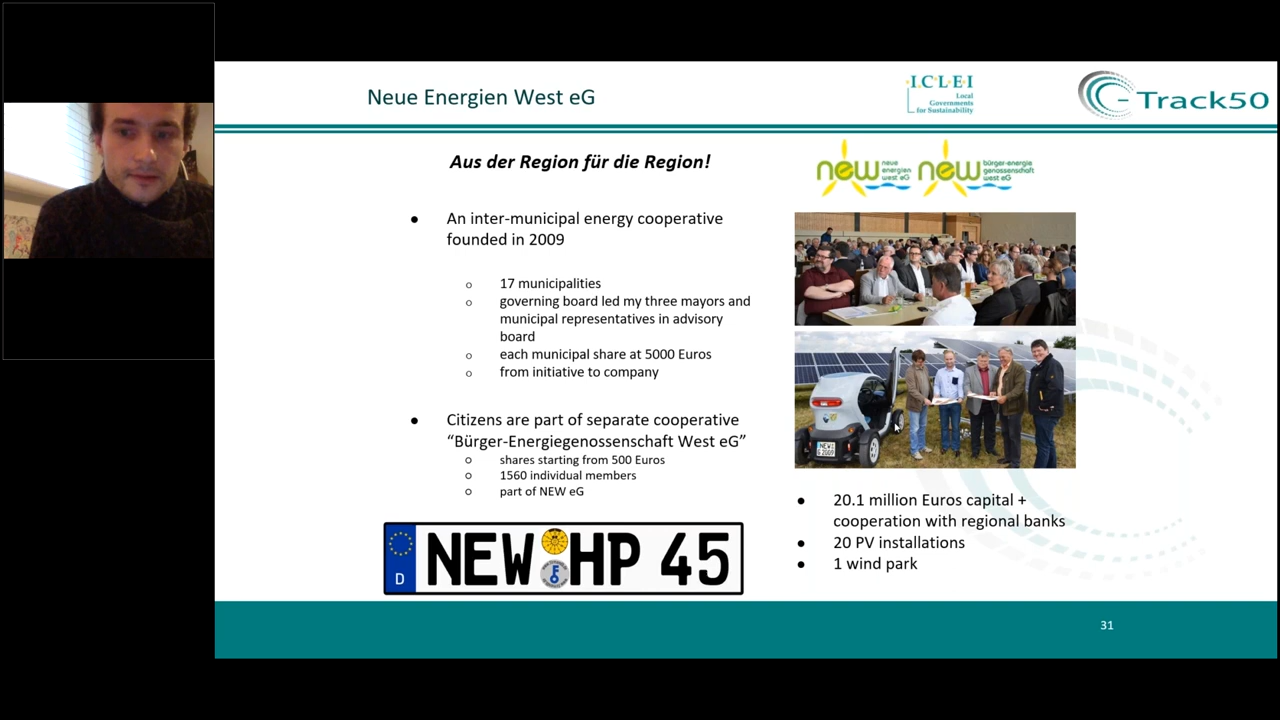 Neue Energien West eG
I.C.L.E.I
Local
Governments
for Sustainability
C-Track50
Aus der Region für die Region!
new neue
energien
west eG
new bürger-energie
genossenschaft
west eG
● An inter-municipal energy cooperative
founded in 2009
o 17 municipalities
o governing board led my three mayors and
municipal representatives in advisory
board
o each municipal share at 5000 Euros
o from initiative to company
● Citizens are part of separate cooperative
“Bürger-Energiegenossenschaft West eG”
o shares starting from 500 Euros
o 1560 individual members
o part of NEW eG
D NEW HP 45
● 20.1 million Euros capital +
cooperation with regional banks
● 20 PV installations
● 1 wind park
31